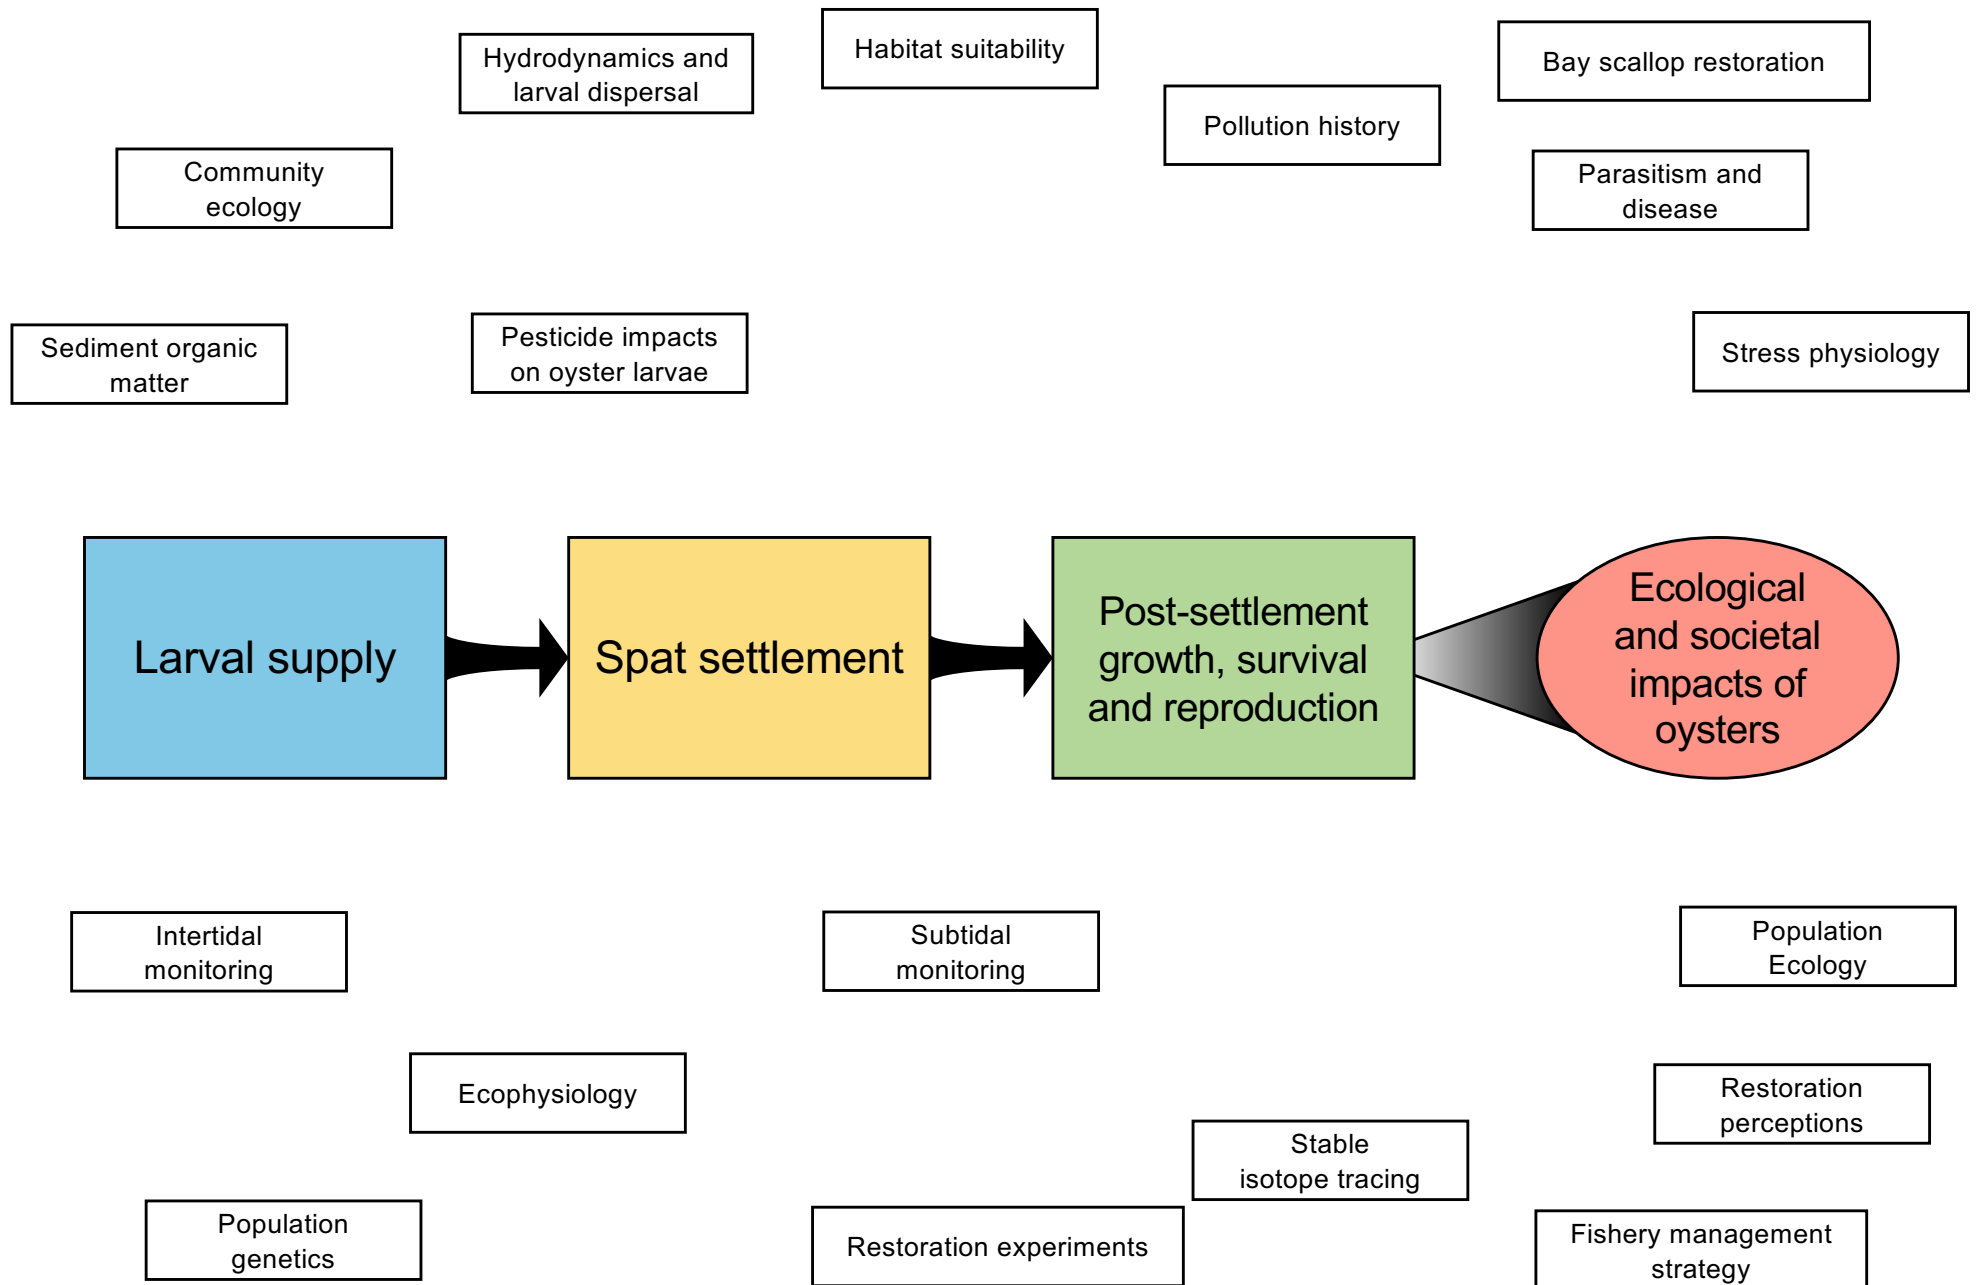 Habitat suitability
Hydrodynamics and
larval dispersal
Bay scallop restoration
Pollution history
Community
ecology
Parasitism and
disease
Sediment organic
matter
Pesticide impacts
on oyster larvae
Stress physiology
Larval supply
Spat settlement
Post-settlement
growth, survival
and reproduction
Ecological
and societal
impacts of
oysters
Intertidal
monitoring
Subtidal
monitoring
Population
Ecology
Ecophysiology
Restoration
perceptions
Stable
isotope tracing
Population
genetics
Restoration experiments
Fishery management
strategy